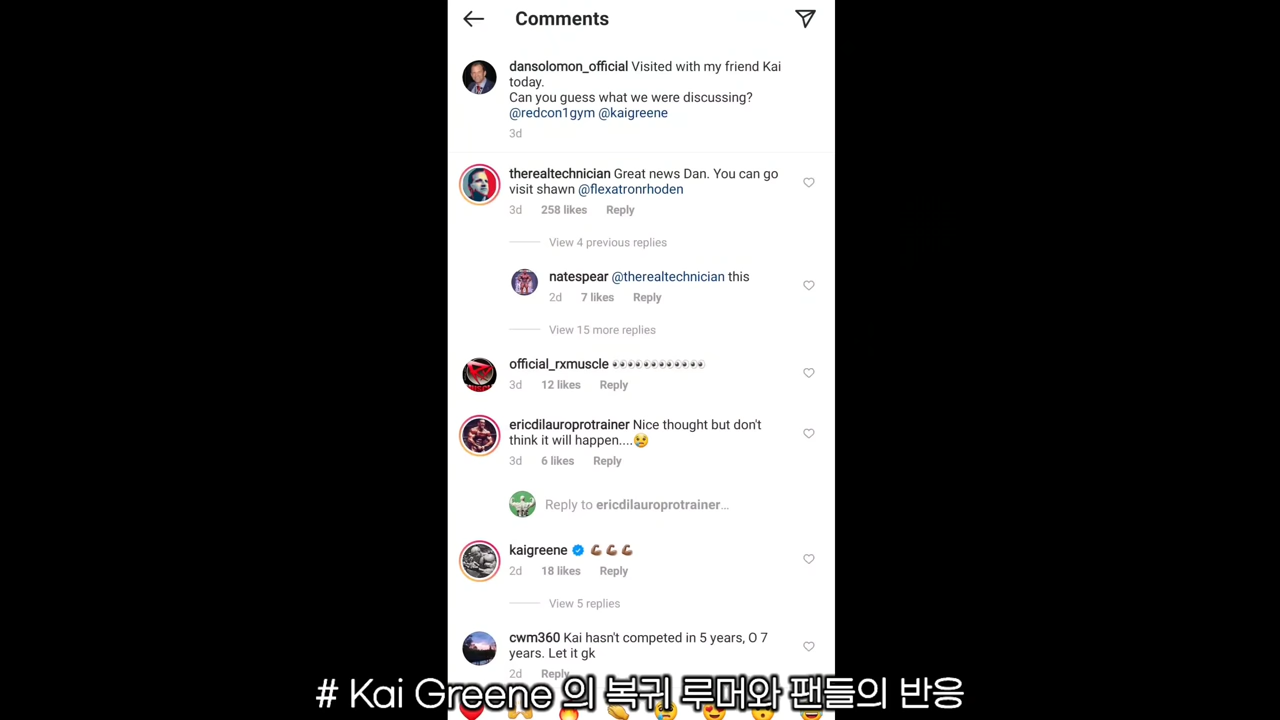 Comments
dansolomon_official Visited with my friend Kai
today.
Can you guess what we were discussing?
@redcon1gym @kaigreene
3d
therealtechnician Great news Dan. You can go
visit shawn @flexatronrhoden
3d 258 likes Reply
View 4 previous replies
natespear @therealtechnician this
2d 7 likes Reply
View 15 more replies
official_rxmuscle 👀👀👀👀👀👀👀👀👀👀👀👀
3d 12 likes Reply
ericdilauroprotrainer Nice thought but don't
think it will happen....😢
3d 6 likes Reply
Reply to ericdilauroprotrainer…
kaigreene 💪🏾💪🏾💪🏾
2d 18 likes Reply
View 5 replies
cwm360 Kai hasn't competed in 5 years, O 7
years. Let it gk
2d Reply
# Kai Greene 의 복귀 루머와 팬들의 반응